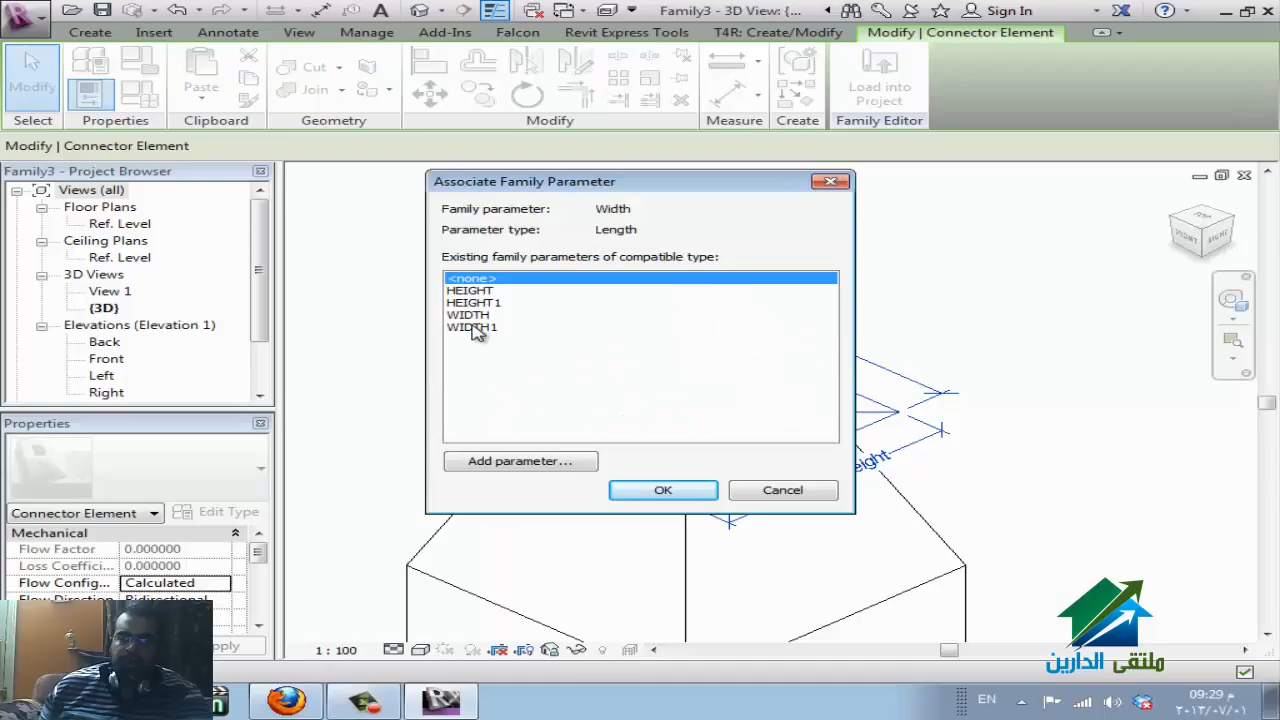 Family3 - 3D View: {...
Sign In
Create
Insert
Annotate
View
Manage
Add-Ins
Falcon
Revit Express Tools
T4R: Create/Modify
Modify | Connector Element
Modify
Paste
Cut
Join
Load into
Project
Select
Properties
Clipboard
Geometry
Modify
Measure
Create
Family Editor
Modify | Connector Element
Family3 - Project Browser
Views (all)
Floor Plans
Ref. Level
Ceiling Plans
Ref. Level
3D Views
View 1
(3D)
Elevations (Elevation 1)
Back
Front
Left
Right
Properties
Connector Element
Edit Type
Mechanical
Flow Factor 0.000000
Loss Coeffici... 0.000000
Flow Config... Calculated
Associate Family Parameter
Family parameter: Width
Parameter type: Length
Existing family parameters of compatible type:
<none>
HEIGHT
HEIGHT1
WIDTH
WIDTH1
Add parameter...
OK
Cancel
FRONT
1 : 100
ملتقى الدارين
EN
09:29 م
٢٠١٣/٠٧/٠١